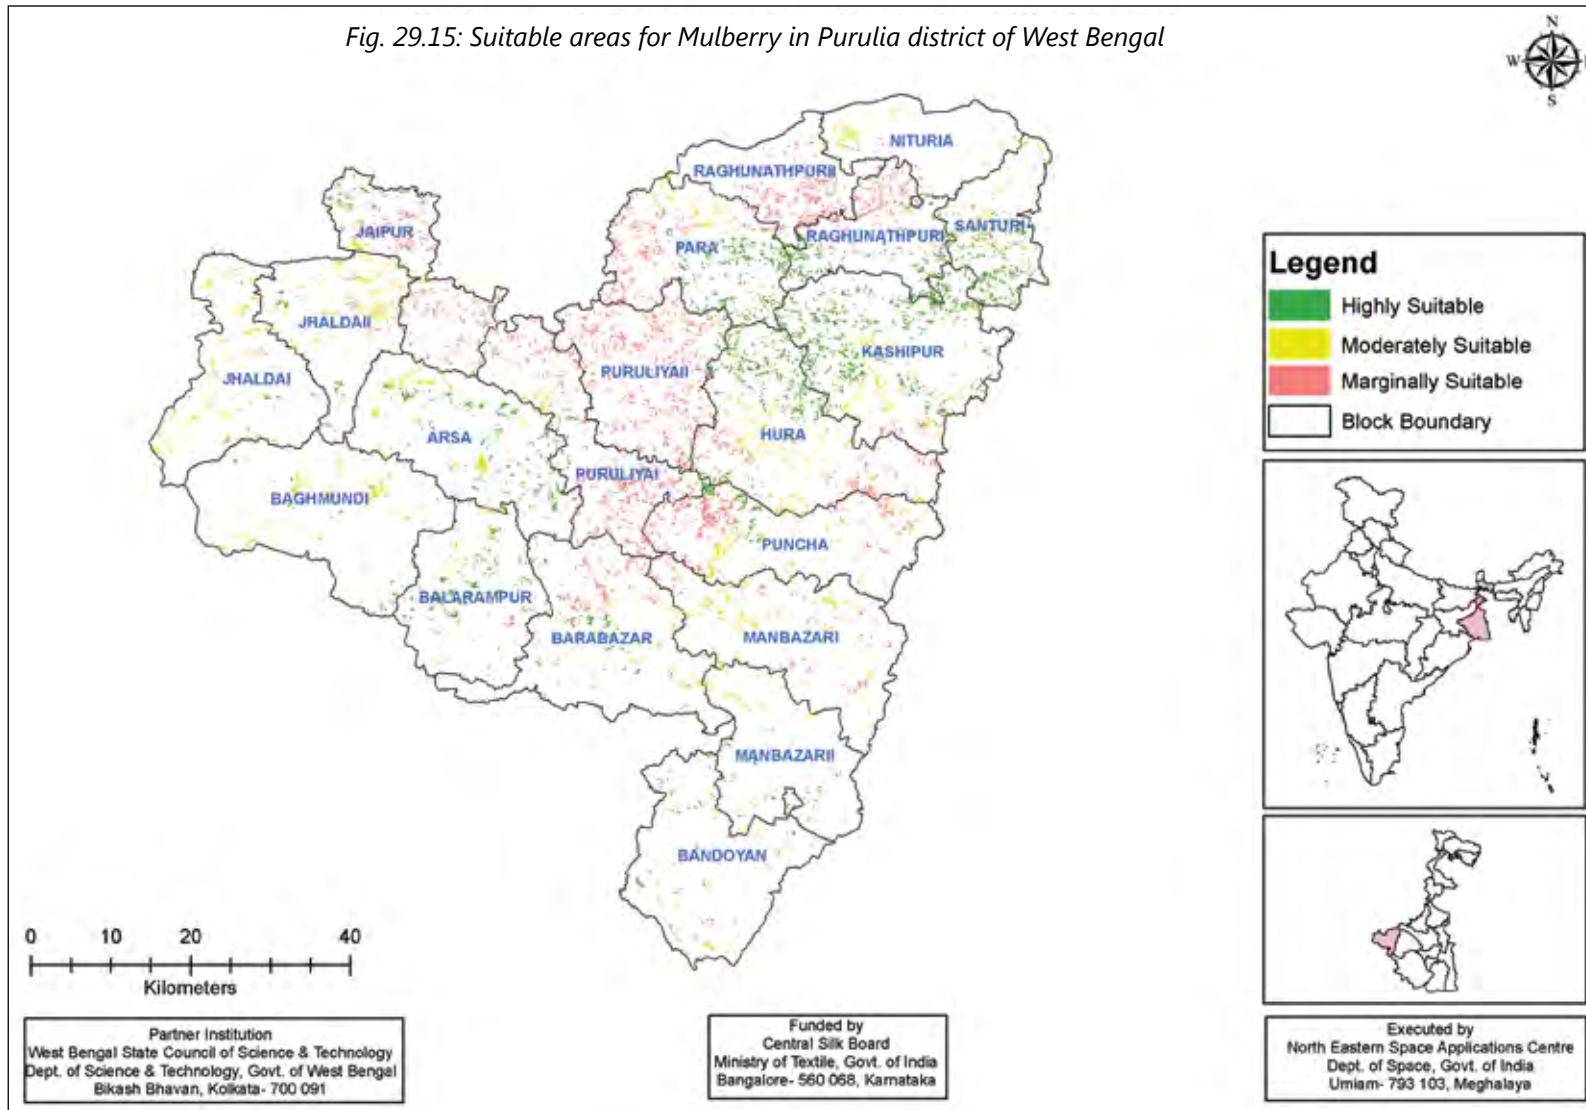 Fig. 29.15: Suitable areas for Mulberry in Purulia district of West Bengal
N
W
S
NITURIA
RAGHUNATHPURII
JAIPUR
PARA
RAGHUNATHPURI
SANTURI
JHALDAII
KASHIPUR
JHALDAI
PURULIYAII
ARSA
HURA
PURULIYAI
BAGHMUNDI
PUNCHA
BALARAMPUR
BARABAZAR
MANBAZARI
MANBAZARII
BANDOYAN
Legend
Highly Suitable
Moderately Suitable
Marginally Suitable
Block Boundary
0 10 20 40
Kilometers
Partner Institution
West Bengal State Council of Science & Technology
Dept. of Science & Technology, Govt. of West Bengal
Bikash Bhavan, Kolkata- 700 091
Funded by
Central Silk Board
Ministry of Textile, Govt. of India
Bangalore- 560 068, Karnataka
Executed by
North Eastern Space Applications Centre
Dept. of Space, Govt. of India
Umiam- 793 103, Meghalaya